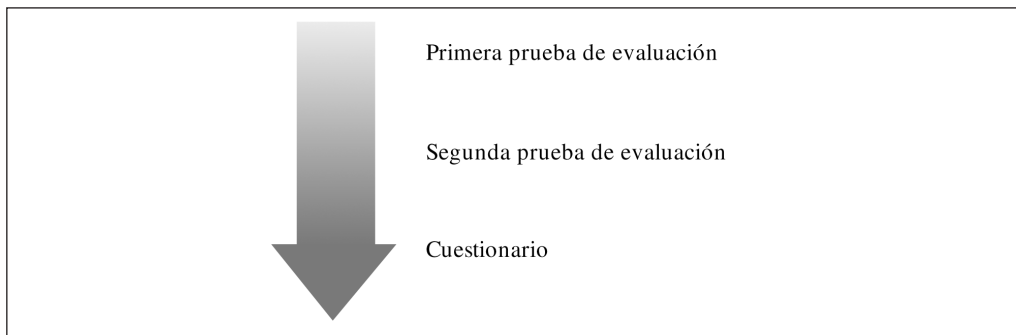 Primera prueba de evaluación
Segunda prueba de evaluación
Cuestionario